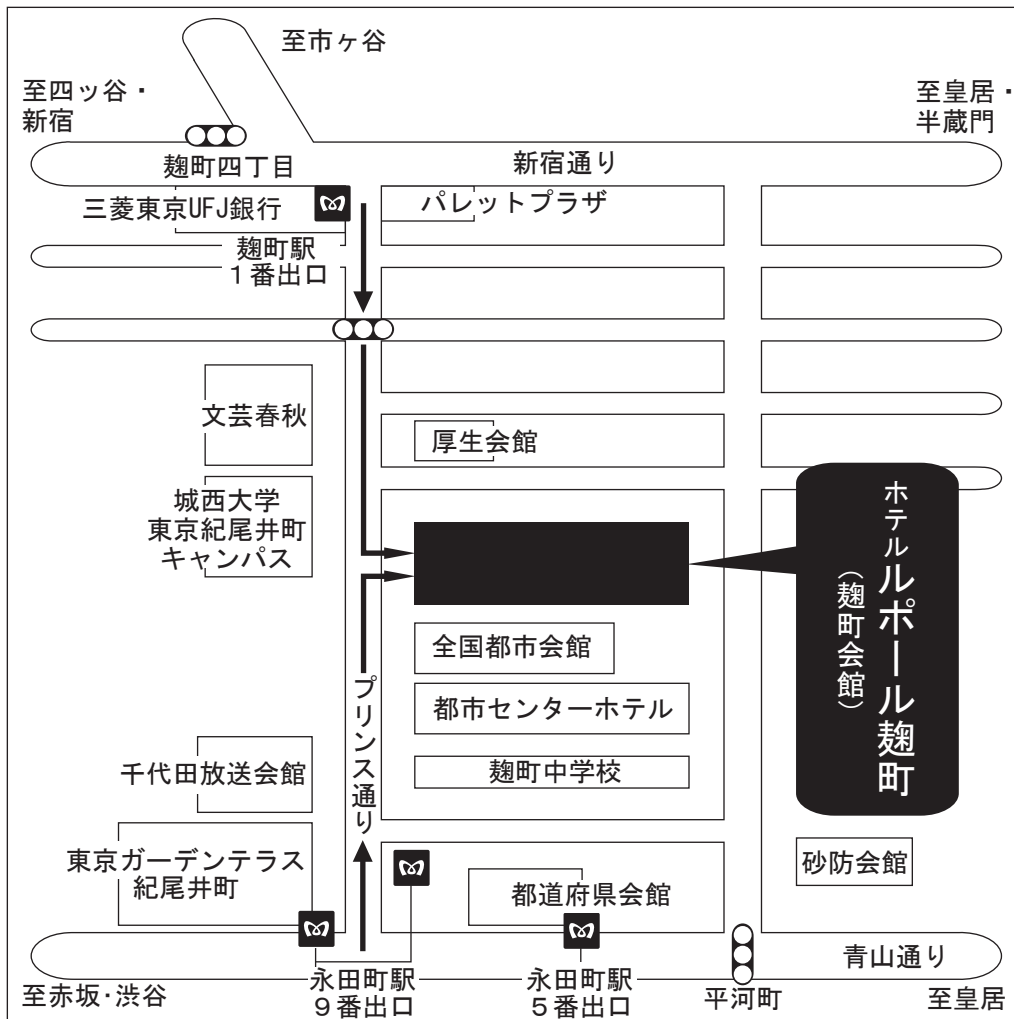 至市ヶ谷
至四ッ谷・
新宿
至皇居・
半蔵門
麹町四丁目
新宿通り
三菱東京UFJ銀行
パレットプラザ
麹町駅
1番出口
文芸春秋
厚生会館
城西大学
東京紀尾井町
キャンパス
ホテル ルポール麹町
（麹町会館）
全国都市会館
プリンス通り
都市センターホテル
千代田放送会館
麹町中学校
東京ガーデンテラス
紀尾井町
都道府県会館
砂防会館
青山通り
至赤坂・渋谷
永田町駅
9番出口
永田町駅
5番出口
平河町
至皇居